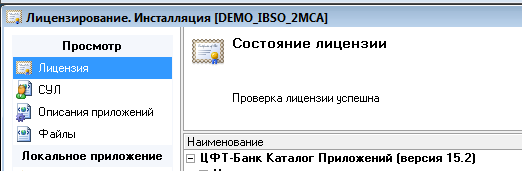 Лицензирование. Инсталляция [DEMO_IBSO_2MCA]
Просмотр
Лицензия
СУЛ
Описания приложений
Файлы
Локальное приложение
Состояние лицензии
Проверка лицензии успешна
Наименование
ЦФТ-Банк Каталог Приложений (версия 15.2)